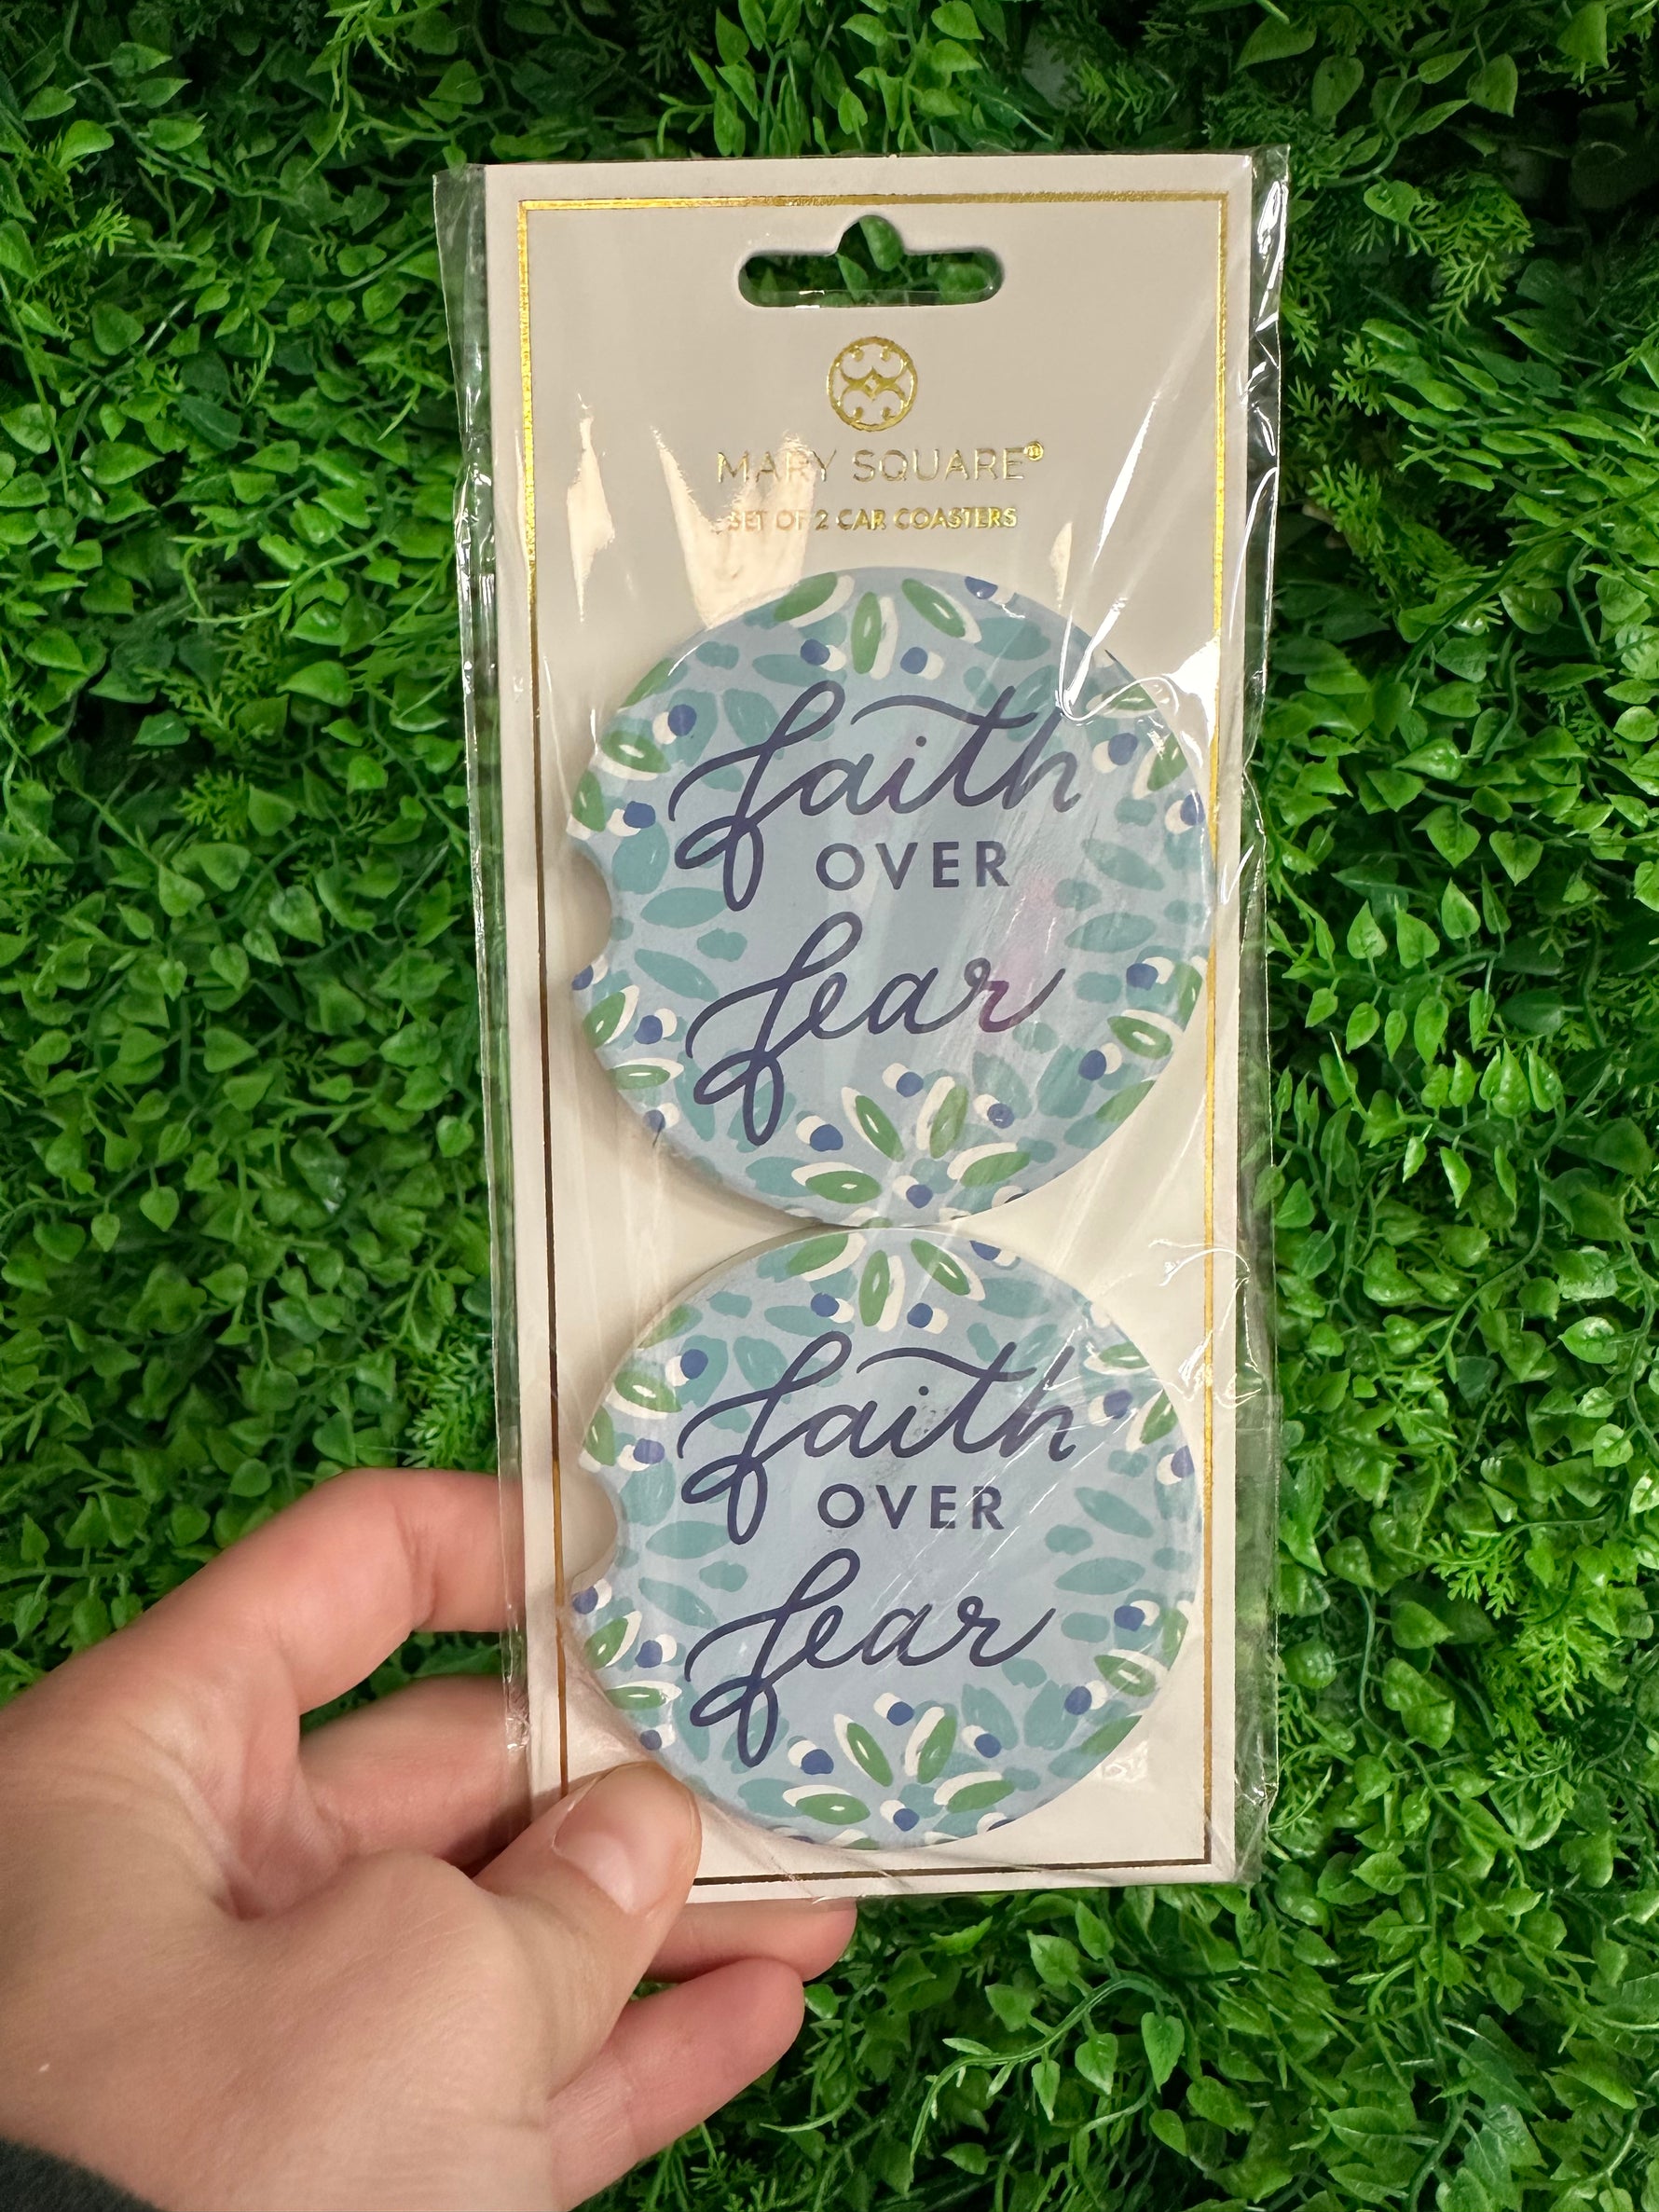 MARY SQUARE®
SET OF 2 CAR COASTERS
faith
OVER
fear
faith
OVER
fear